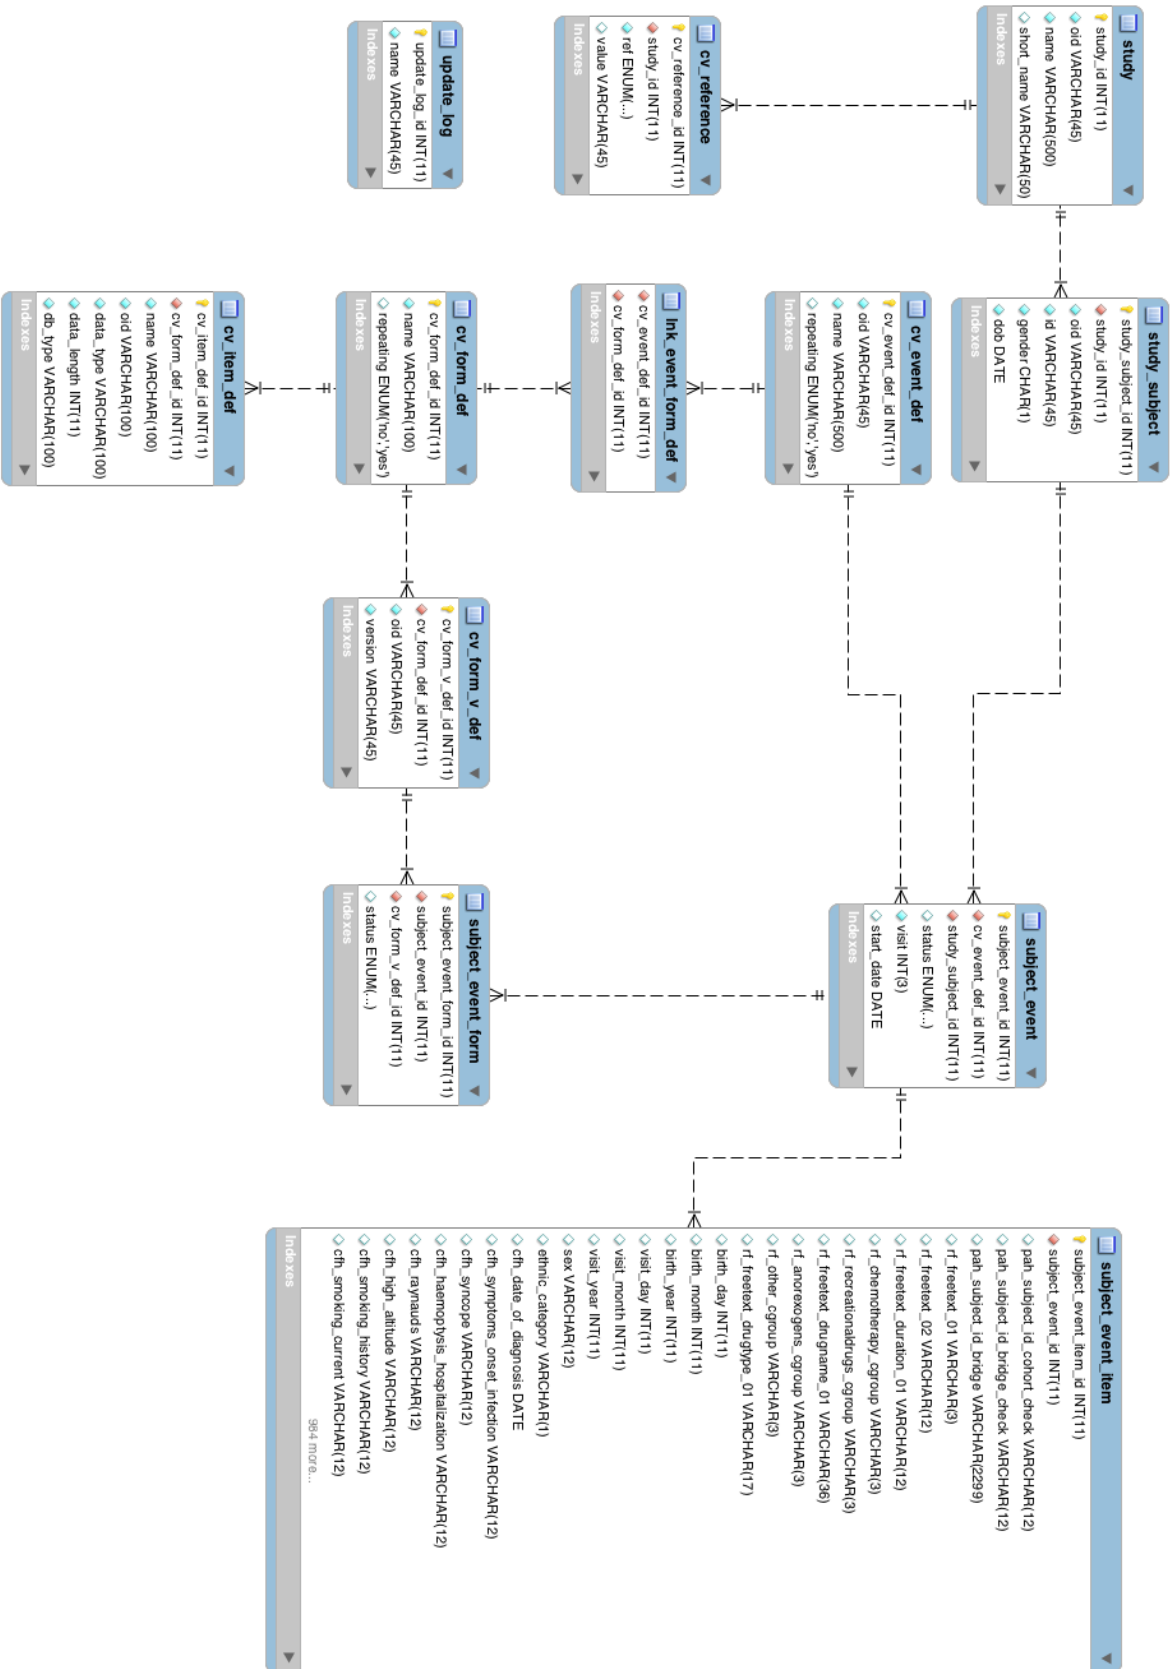 study
study_id INT(11)
oid VARCHAR(45)
name VARCHAR(500)
short_name VARCHAR(50)
Indexes
cv_reference
cv_reference_id INT(11)
study_id INT(11)
ref ENUM(...)
value VARCHAR(45)
Indexes
update_log
update_log_id INT(11)
name VARCHAR(45)
Indexes
study_subject
study_subject_id INT(11)
study_id INT(11)
oid VARCHAR(45)
id VARCHAR(45)
gender CHAR(1)
dob DATE
Indexes
cv_event_def
cv_event_def_id INT(11)
oid VARCHAR(45)
name VARCHAR(500)
repeating ENUM('no','yes')
Indexes
lnk_event_form_def
cv_event_def_id INT(11)
cv_form_def_id INT(11)
Indexes
cv_form_def
cv_form_def_id INT(11)
name VARCHAR(100)
repeating ENUM('no','yes')
Indexes
cv_item_def
cv_item_def_id INT(11)
cv_form_def_id INT(11)
name VARCHAR(100)
oid VARCHAR(100)
data_type VARCHAR(100)
data_length INT(11)
db_type VARCHAR(100)
Indexes
cv_form_v_def
cv_form_v_def_id INT(11)
cv_form_def_id INT(11)
oid VARCHAR(45)
version VARCHAR(45)
Indexes
subject_event
subject_event_id INT(11)
cv_event_def_id INT(11)
study_subject_id INT(11)
status ENUM(...)
visit INT(3)
start_date DATE
Indexes
subject_event_form
subject_event_form_id INT(11)
subject_event_id INT(11)
cv_form_v_def_id INT(11)
status ENUM(...)
Indexes
subject_event_item
subject_event_item_id INT(11)
subject_event_id INT(11)
pah_subject_id_cohort_check VARCHAR(12)
pah_subject_id_bridge_check VARCHAR(12)
pah_subject_id_bridge VARCHAR(2299)
rf_freetext_01 VARCHAR(3)
rf_freetext_02 VARCHAR(12)
rf_freetext_duration_01 VARCHAR(12)
rf_chemotherapy_cgroup VARCHAR(3)
rf_recreationaldrugs_cgroup VARCHAR(3)
rf_freetext_drugname_01 VARCHAR(36)
rf_anorexogens_cgroup VARCHAR(3)
rf_other_cgroup VARCHAR(3)
rf_freetext_drugtype_01 VARCHAR(17)
birth_day INT(11)
birth_month INT(11)
birth_year INT(11)
visit_day INT(11)
visit_month INT(11)
visit_year INT(11)
sex VARCHAR(12)
ethnic_category VARCHAR(1)
cfh_date_of_diagnosis DATE
cfh_symptoms_onset_infection VARCHAR(12)
cfh_syncope VARCHAR(12)
cfh_haemoptysis_hospitalization VARCHAR(12)
cfh_raynauds VARCHAR(12)
cfh_high_altitude VARCHAR(12)
cfh_smoking_history VARCHAR(12)
cfh_smoking_current VARCHAR(12)
984 more...
Indexes